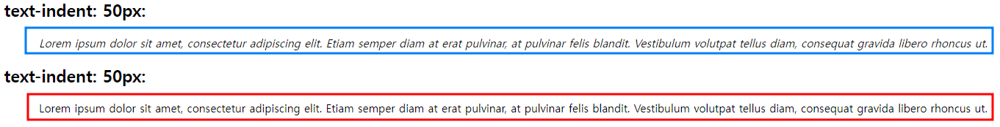 text-indent: 50px:
Lorem ipsum dolor sit amet, consectetur adipiscing elit. Etiam semper diam at erat pulvinar, at pulvinar felis blandit. Vestibulum volutpat tellus diam, consequat gravida libero rhoncus ut.
text-indent: 50px:
Lorem ipsum dolor sit amet, consectetur adipiscing elit. Etiam semper diam at erat pulvinar, at pulvinar felis blandit. Vestibulum volutpat tellus diam, consequat gravida libero rhoncus ut.